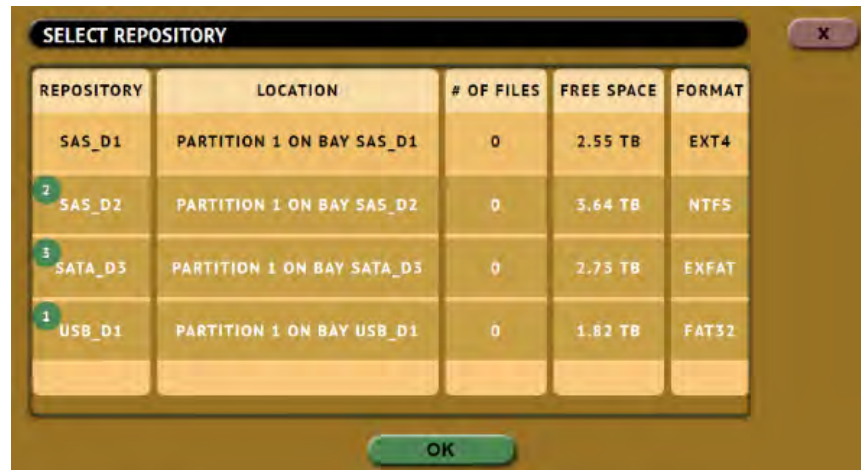 SELECT REPOSITORY X
REPOSITORY LOCATION # OF FILES FREE SPACE FORMAT
SAS_D1 PARTITION 1 ON BAY SAS_D1 0 2.55 TB EXT4
2 SAS_D2 PARTITION 1 ON BAY SAS_D2 0 3.64 TB NTFS
3 SATA_D3 PARTITION 1 ON BAY SATA_D3 0 2.73 TB EXFAT
1 USB_D1 PARTITION 1 ON BAY USB_D1 0 1.82 TB FAT32
OK